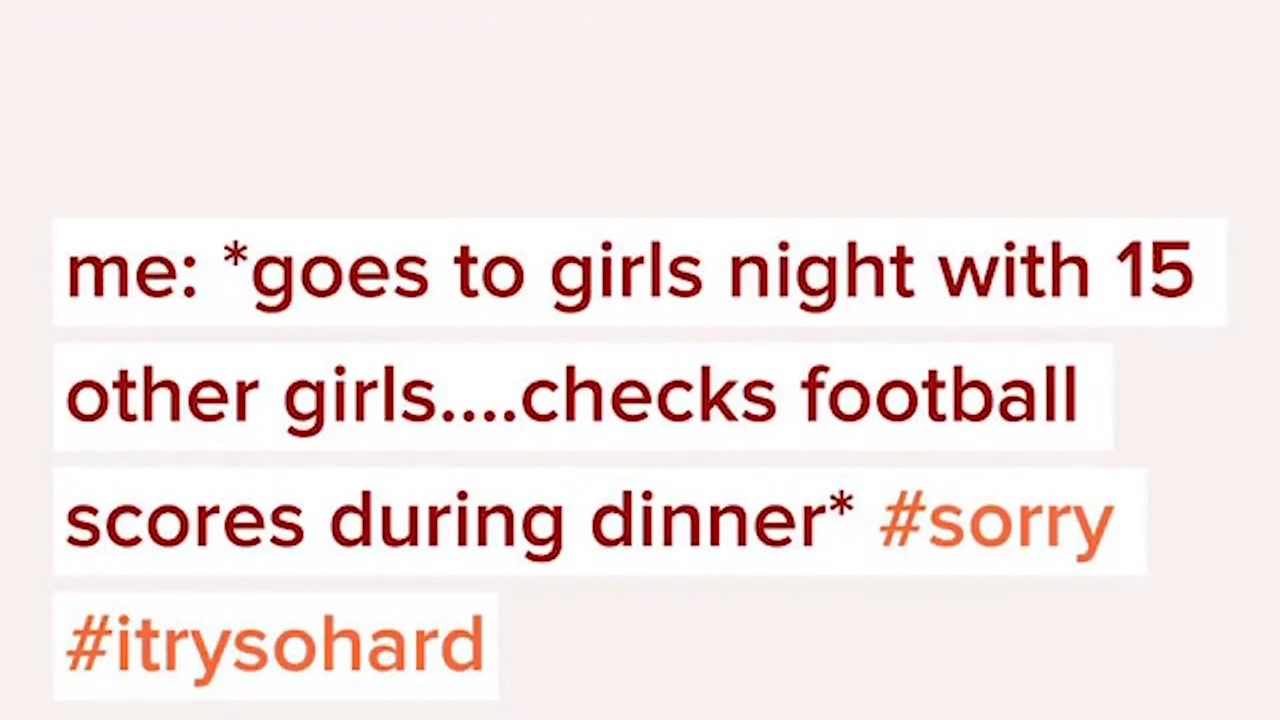 me: *goes to girls night with 15
other girls....checks football
scores during dinner* #sorry
#itrysohard